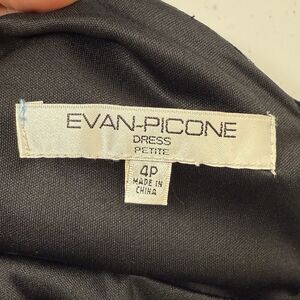 EVAN-PICONE
DRESS
PETITE
4P
MADE IN
CHINA